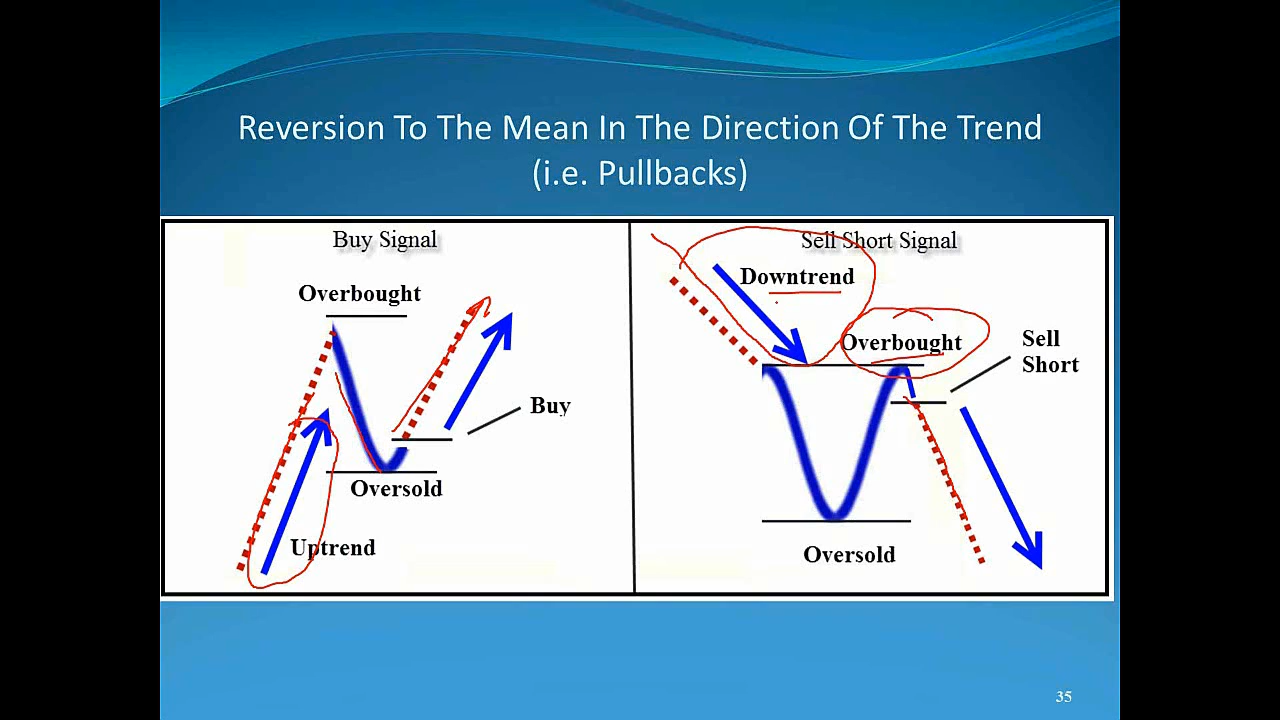 Reversion To The Mean In The Direction Of The Trend
(i.e. Pullbacks)
Buy Signal
Overbought
Buy
Oversold
Uptrend
Sell Short Signal
Downtrend
Overbought
Sell
Short
Oversold
35